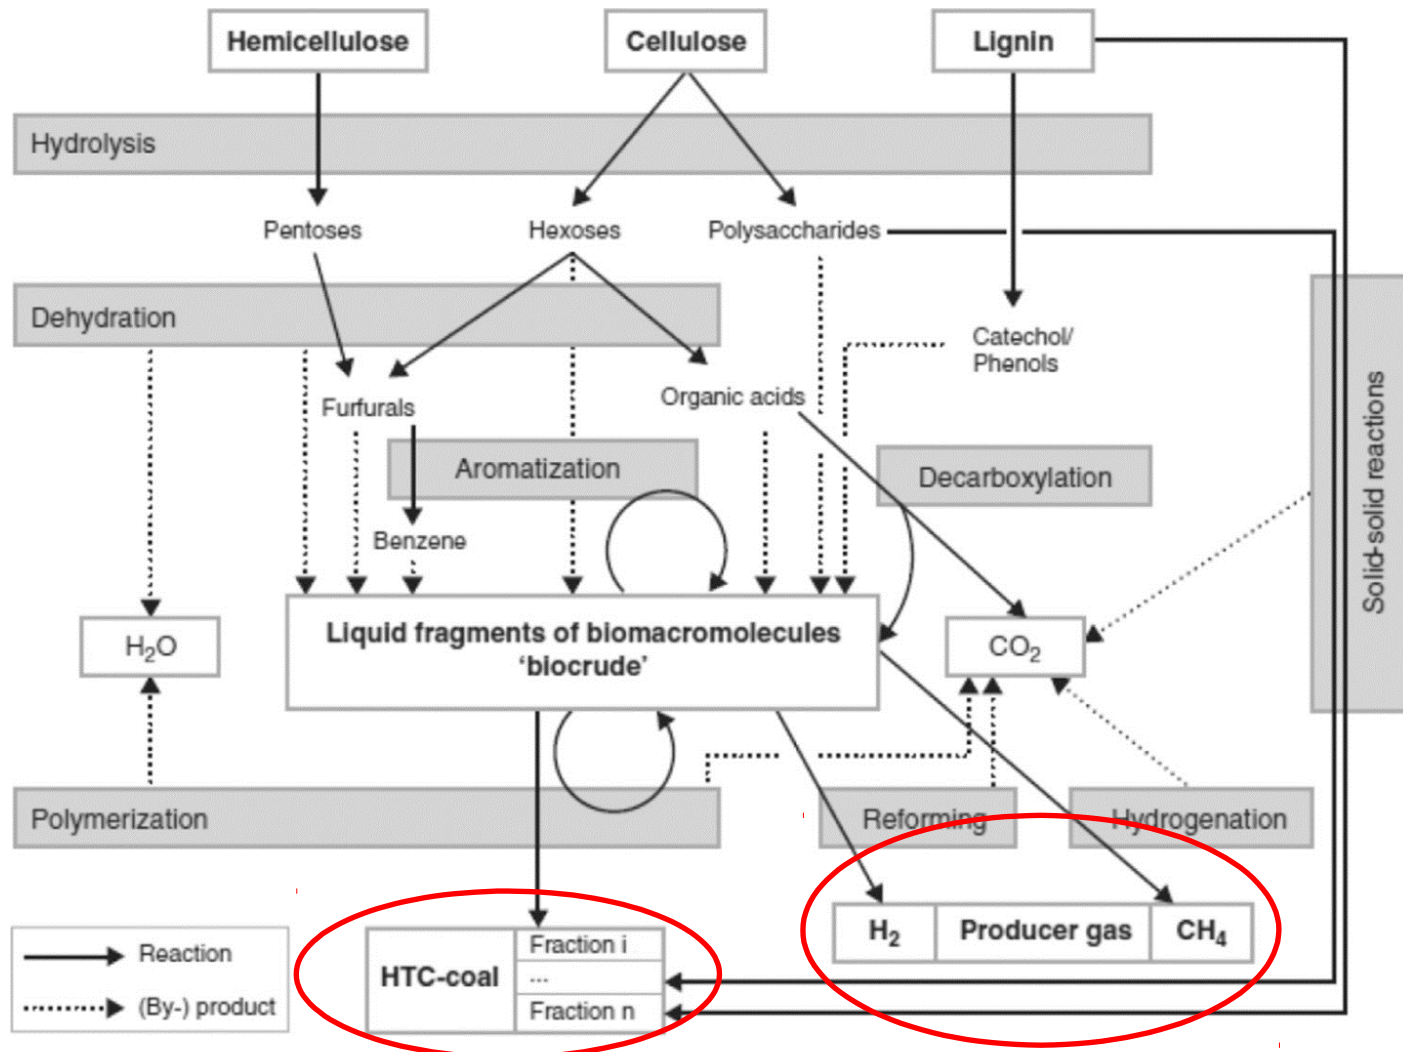 Hemicellulose
Cellulose
Lignin
Hydrolysis
Pentoses
Hexoses
Polysaccharides
Dehydration
Catechol/
Phenols
Furfurals
Organic acids
Aromatization
Decarboxylation
Solid-solid reactions
Benzene
H₂O
Liquid fragments of biomacromolecules
‘biocrude’
CO₂
Polymerization
Reforming
Hydrogenation
H₂
Producer gas
CH₄
Reaction
(By-) product
HTC-coal
Fraction i
...
Fraction n